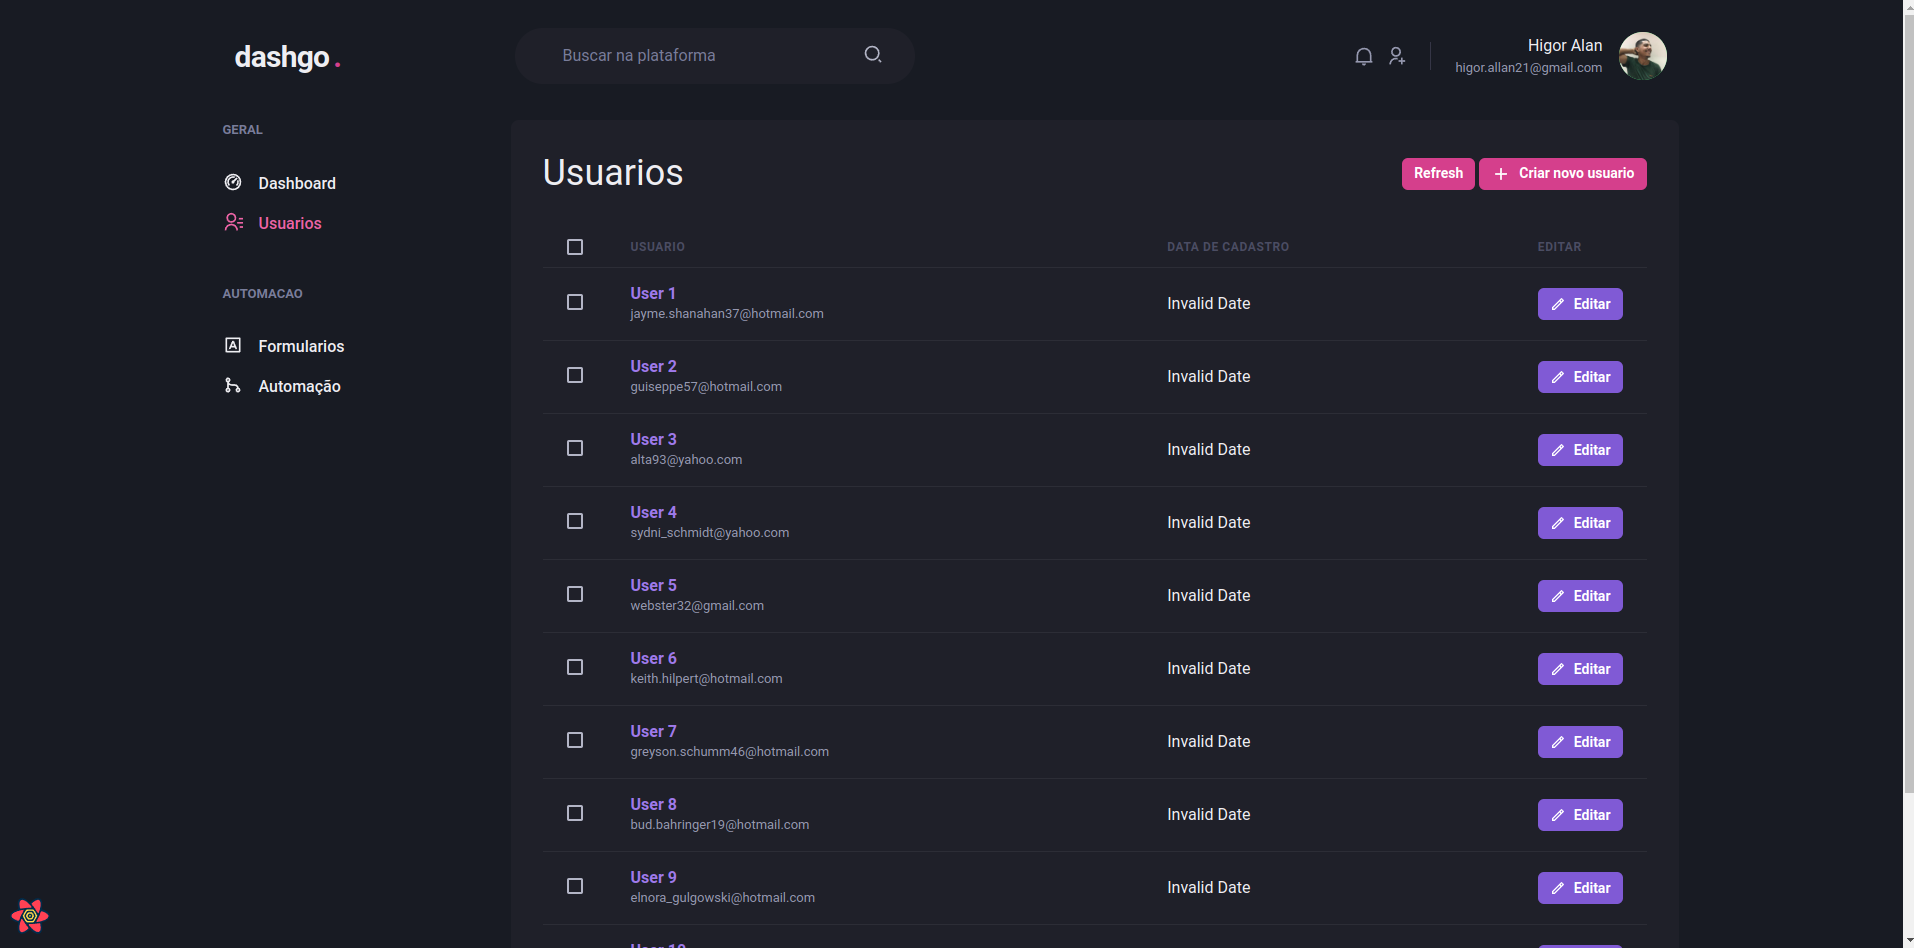 dashgo.
Buscar na plataforma
Higor Alan
higor.allan21@gmail.com
GERAL
Dashboard
Usuarios
AUTOMACAO
Formularios
Automação
Usuarios
Refresh
Criar novo usuario
USUARIO DATA DE CADASTRO EDITAR
User 1
jayme.shanahan37@hotmail.com
Invalid Date
Editar
User 2
guiseppe57@hotmail.com
Invalid Date
Editar
User 3
alta93@yahoo.com
Invalid Date
Editar
User 4
sydni_schmidt@yahoo.com
Invalid Date
Editar
User 5
webster32@gmail.com
Invalid Date
Editar
User 6
keith.hilpert@hotmail.com
Invalid Date
Editar
User 7
greyson.schumm46@hotmail.com
Invalid Date
Editar
User 8
bud.bahringer19@hotmail.com
Invalid Date
Editar
User 9
elnora_gulgowski@hotmail.com
Invalid Date
Editar